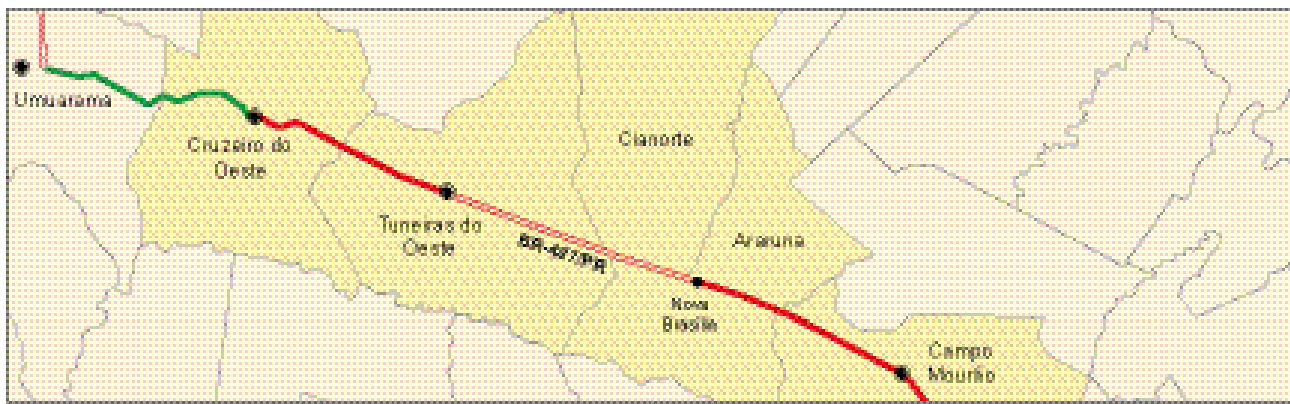 Umuarama
Cruzeiro do
Oeste
Cianorte
Tuneiras do
Oeste
BR-487/PR
Araruna
Nova
Brasília
Campo
Mourão